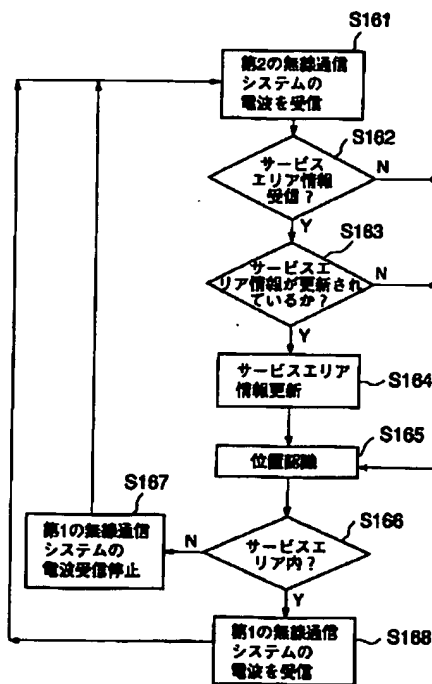 S161
第2の無線通信
システムの
電波を受信
S162
サービス
エリア情報
受信?
N
Y
S163
サービスエ
リア情報が更新され
ているか?
N
Y
サービスエリア
情報更新
S164
S165
位置認識
S167
第1の無線通信
システムの
電波受信停止
S166
N
サービスエ
リア内?
Y
第1の無線通信
システムの
電波を受信
S168